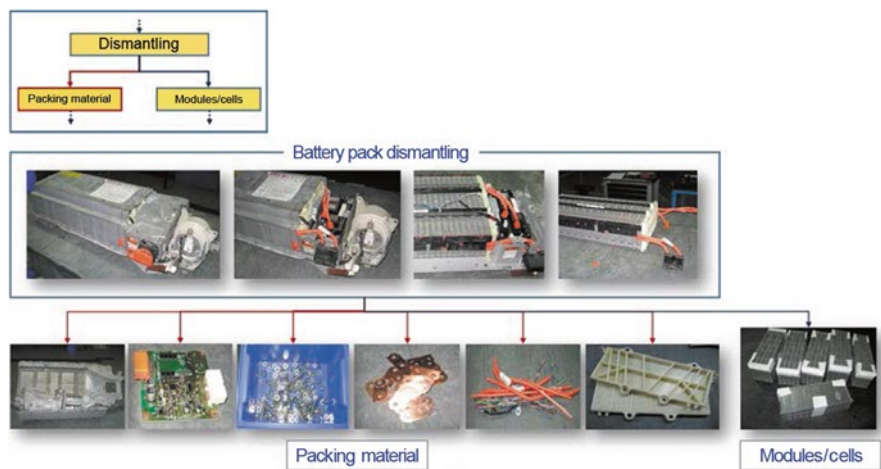 Dismantling
Packing material
Modules/cells
Battery pack dismantling
Packing material
Modules/cells